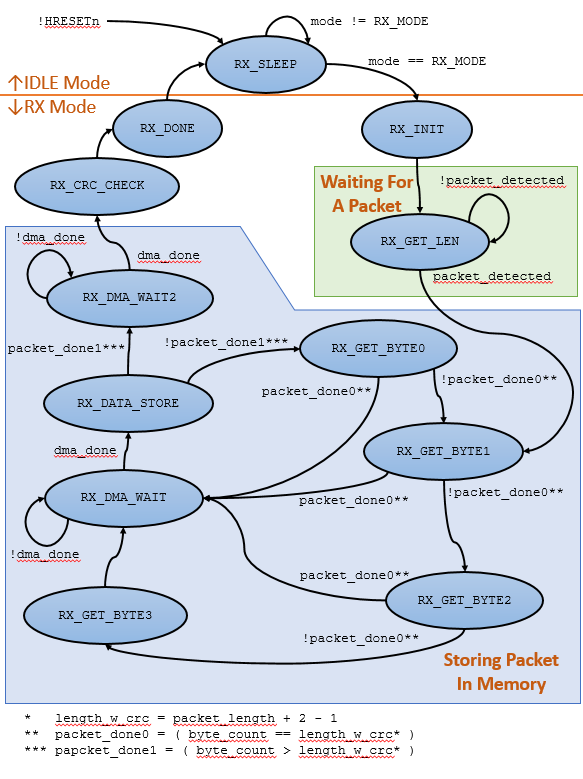 !HRESETn
mode != RX_MODE
RX_SLEEP
mode == RX_MODE
↑IDLE Mode
↓RX Mode
RX_DONE
RX_INIT
RX_CRC_CHECK
Waiting For
A Packet
!packet_detected
RX_GET_LEN
packet_detected
!dma_done
dma_done
RX_DMA_WAIT2
packet_done1***
!packet_done1***
RX_GET_BYTE0
packet_done0**
!packet_done0**
RX_DATA_STORE
dma_done
RX_GET_BYTE1
RX_DMA_WAIT
packet_done0**
!packet_done0**
!dma_done
packet_done0**
RX_GET_BYTE2
RX_GET_BYTE3
!packet_done0**
Storing Packet
In Memory
* length_w_crc = packet_length + 2 - 1
** packet_done0 = ( byte_count == length_w_crc* )
*** papcket_done1 = ( byte_count > length_w_crc* )